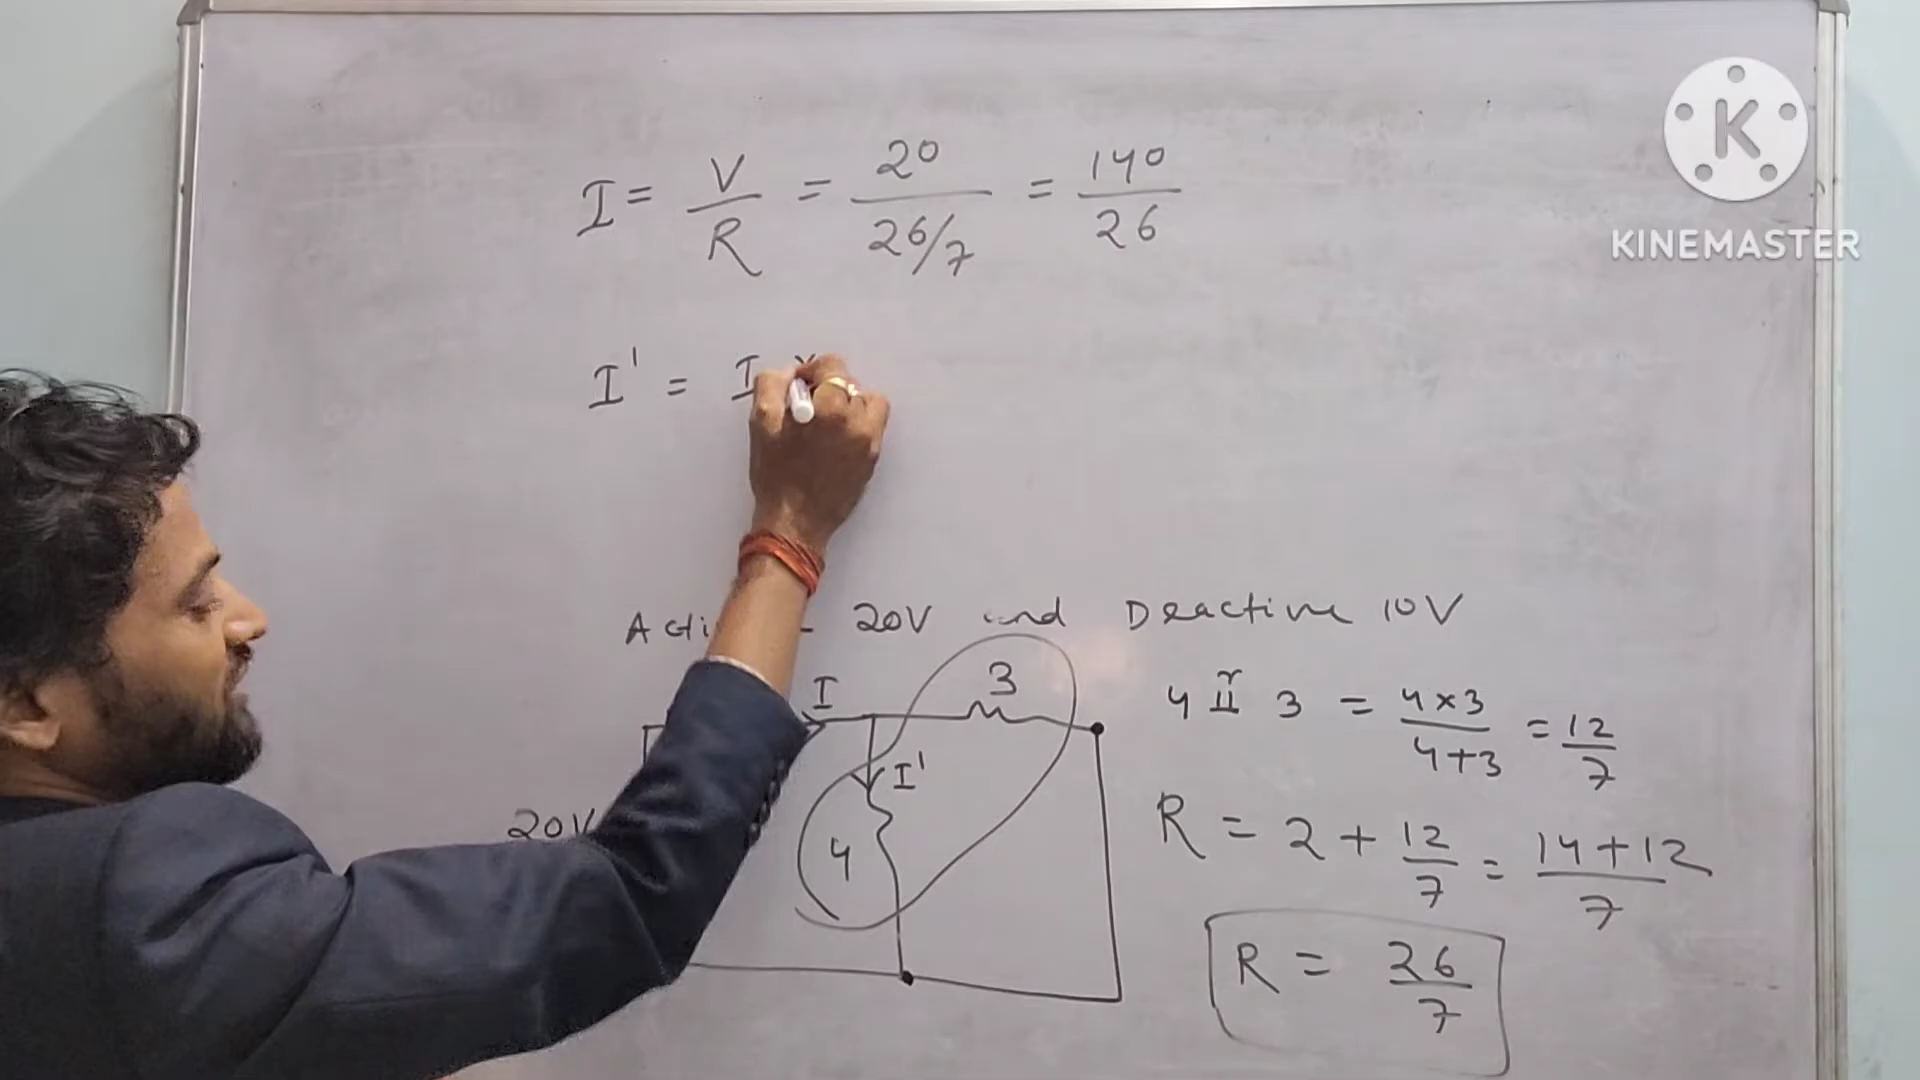 I = V/R = 20/26/7 = 140/26
KINEMASTER
I' = I ×
20V and Deactive 10V
I
3
4 II r 3 = 4×3/4+3 = 12/7
I'
20V
4
R = 2 + 12/7 = 14+12/7
R = 26/7